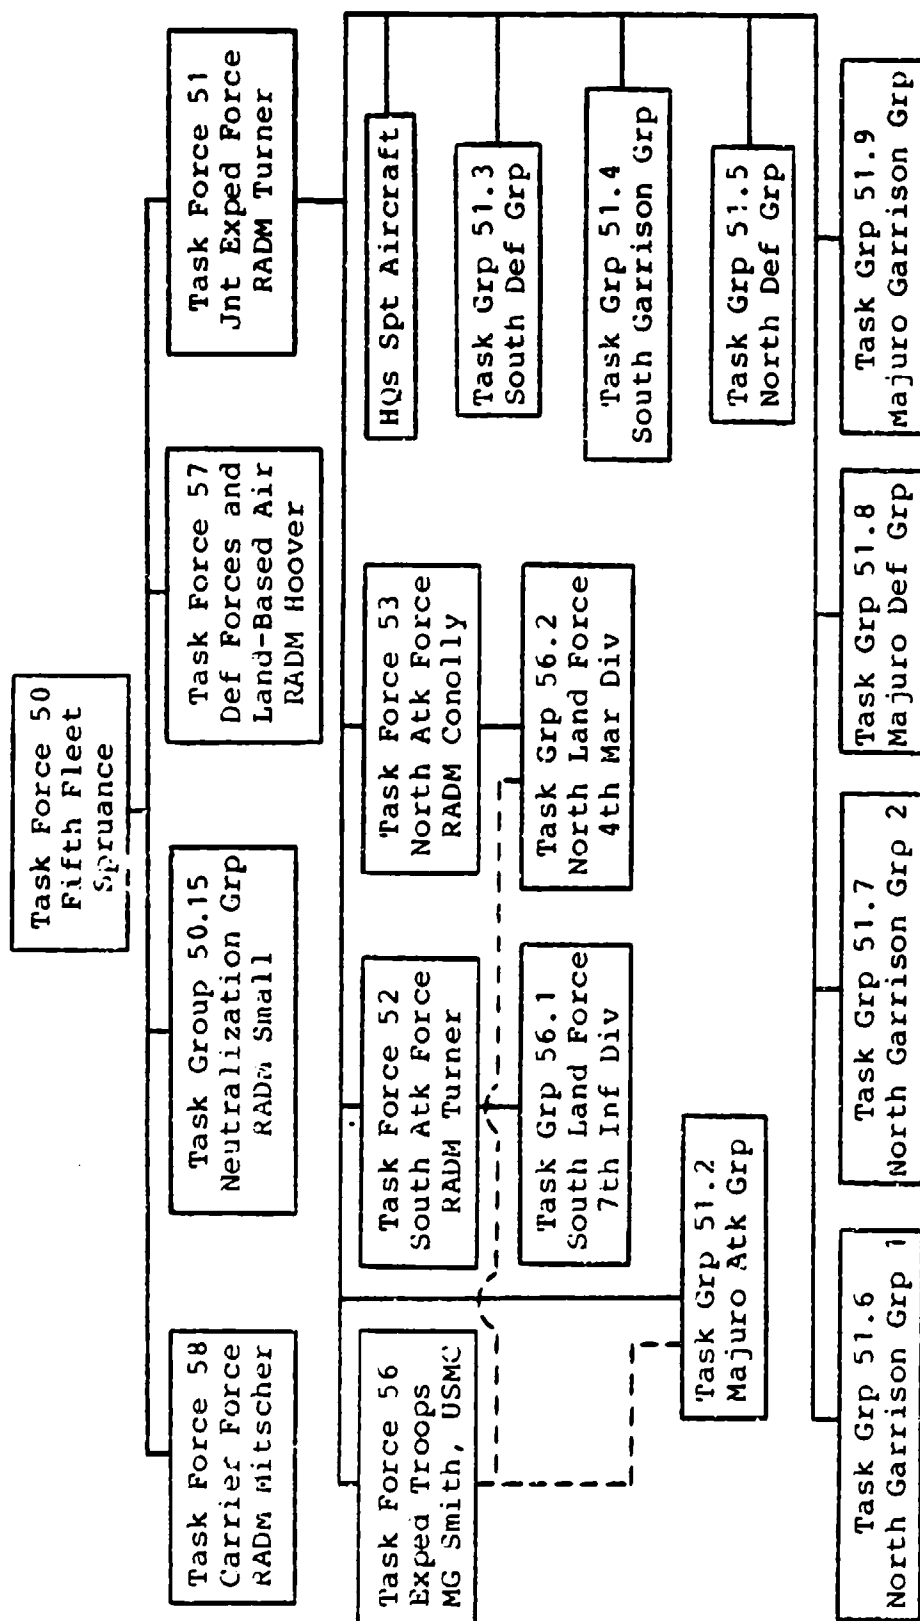 Task Force 50
Fifth Fleet
Spruance
Task Force 58
Carrier Force
RADM Mitscher
Task Group 50.15
Neutralization Grp
RADM Small
Task Force 57
Def Forces and
Land-Based Air
RADM Hoover
Task Force 51
Jnt Exped Force
RADM Turner
Task Force 56
Exped Troops
MG Smith, USMC
Task Force 52
South Atk Force
RADM Turner
Task Force 53
North Atk Force
RADM Conolly
HQs Spt Aircraft
Task Grp 56.1
South Land Force
7th Inf Div
Task Grp 56.2
North Land Force
4th Mar Div
Task Grp 51.3
South Def Grp
Task Grp 51.4
South Garrison Grp
Task Grp 51.2
Majuro Atk Grp
Task Grp 51.5
North Def Grp
Task Grp 51.6
North Garrison Grp 1
Task Grp 51.7
North Garrison Grp 2
Task Grp 51.8
Majuro Def Grp
Task Grp 51.9
Majuro Garrison Grp